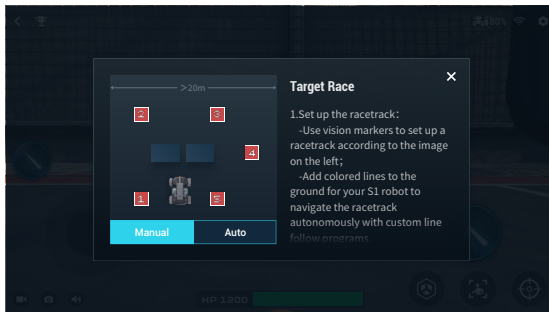 80%
>20m
2
3
4
1
5
Manual
Auto
Target Race
1.Set up the racetrack:
-Use vision markers to set up a
racetrack according to the image
on the left;
-Add colored lines to the
ground for your S1 robot to
navigate the racetrack
autonomously with custom line
follow programs
HP 1200